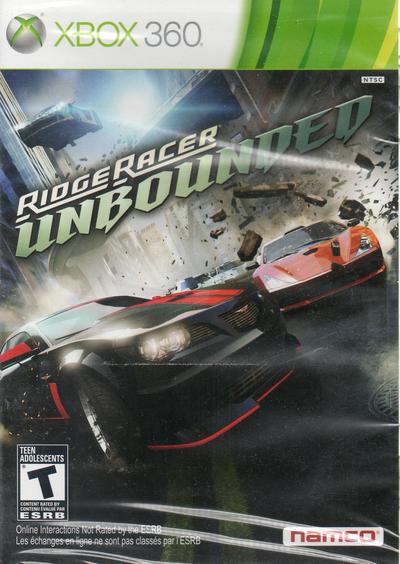 XBOX 360
NTSC
RIDGE RACER
UNBOUNDED
TEEN
ADOLESCENTS
T
CONTENT RATED BY
CONTENU ÉVALUÉ PAR
ESRB
Online Interactions Not Rated by the ESRB
Les échanges en ligne ne sont pas classés par l'ESRB
namco